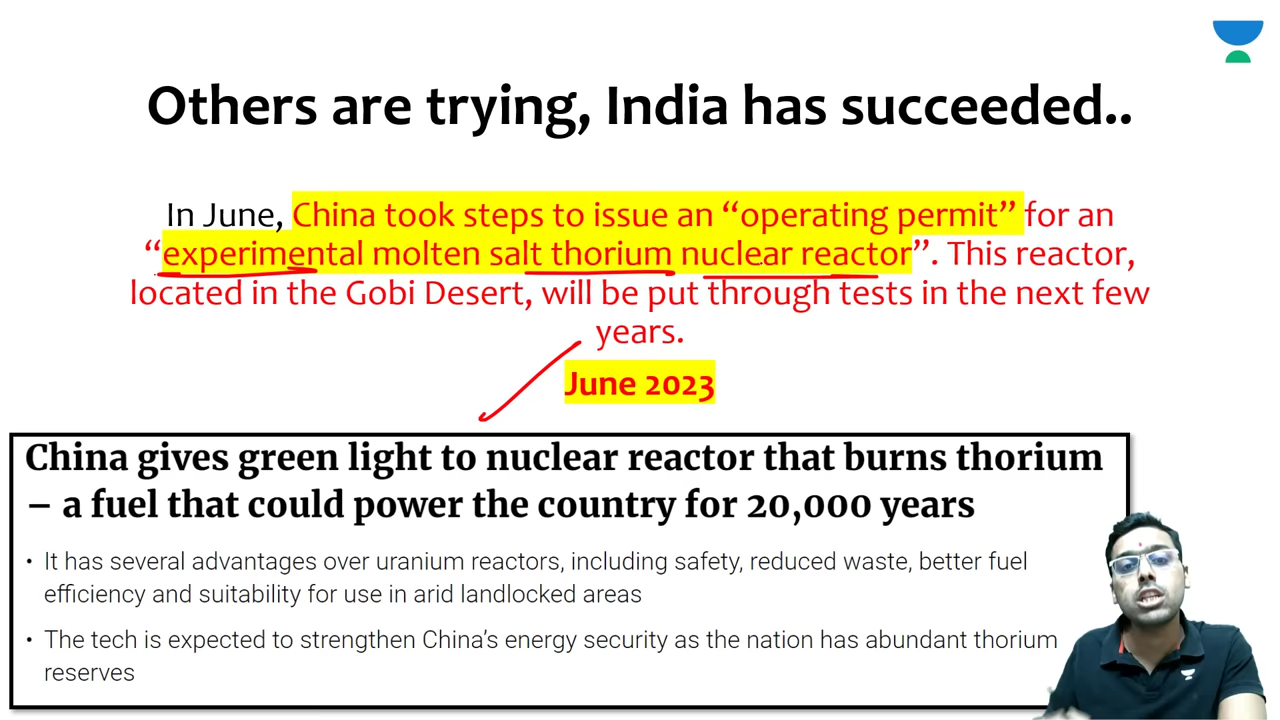 Others are trying, India has succeeded..
In June, China took steps to issue an “operating permit” for an
“experimental molten salt thorium nuclear reactor”. This reactor,
located in the Gobi Desert, will be put through tests in the next few
years.
June 2023
China gives green light to nuclear reactor that burns thorium
– a fuel that could power the country for 20,000 years
• It has several advantages over uranium reactors, including safety, reduced waste, better fuel
efficiency and suitability for use in arid landlocked areas
• The tech is expected to strengthen China’s energy security as the nation has abundant thorium
reserves